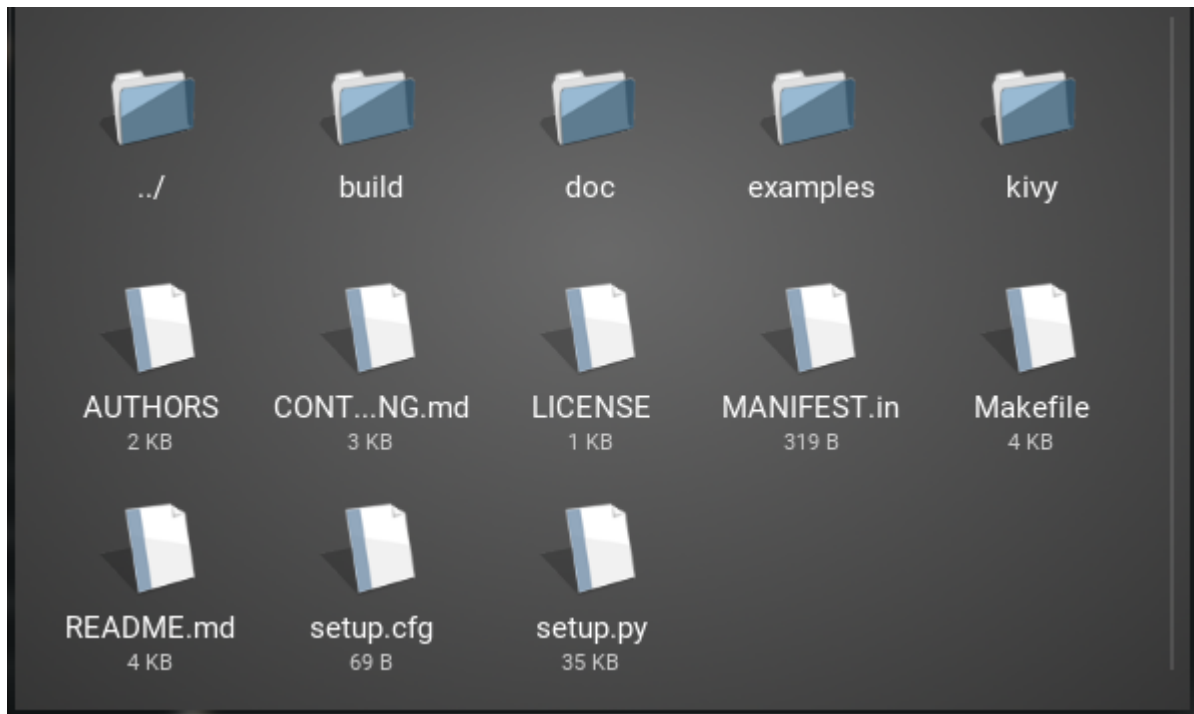 ../ build doc examples kivy
AUTHORS CONT...NG.md LICENSE MANIFEST.in Makefile
2 KB 3 KB 1 KB 319 B 4 KB
README.md setup.cfg setup.py
4 KB 69 B 35 KB